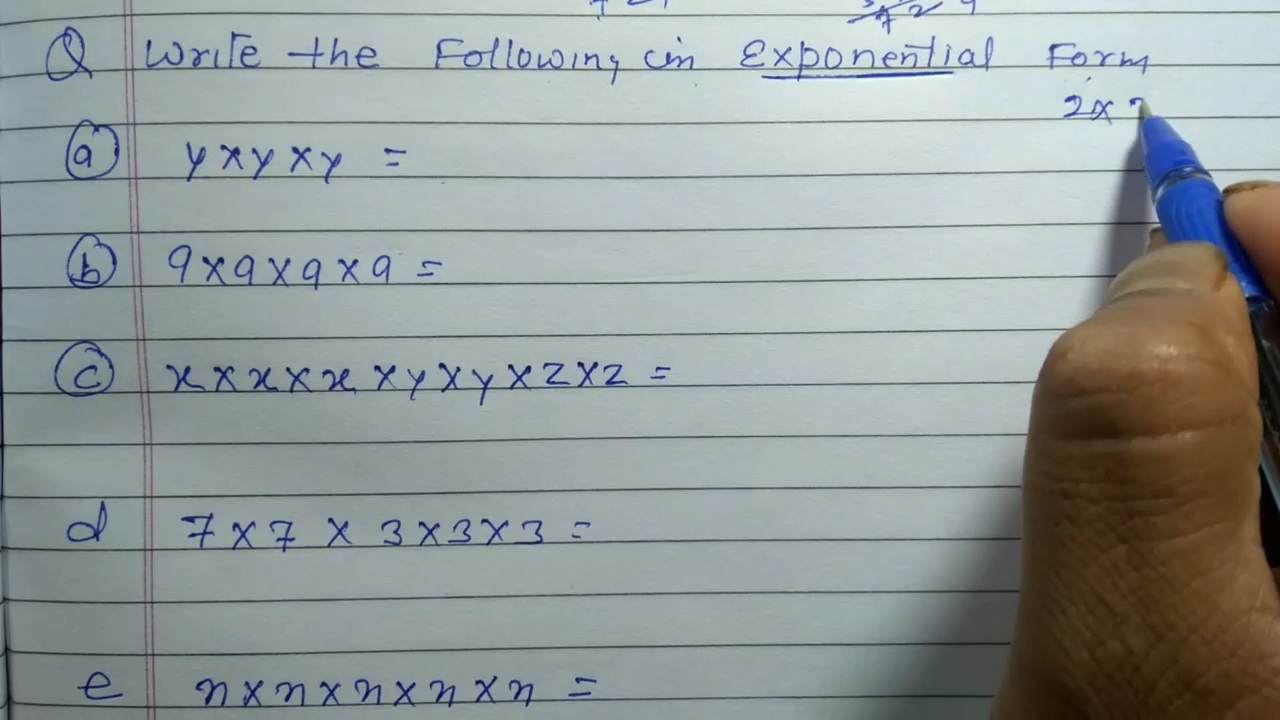 Q Write the Following in Exponential Form
2x
a y x y x y =
b 9 x 9 x 9 x 9 =
c x x x x x x y x y x z x z =
d 7 x 7 x 3 x 3 x 3 =
e n x n x n x n x n =